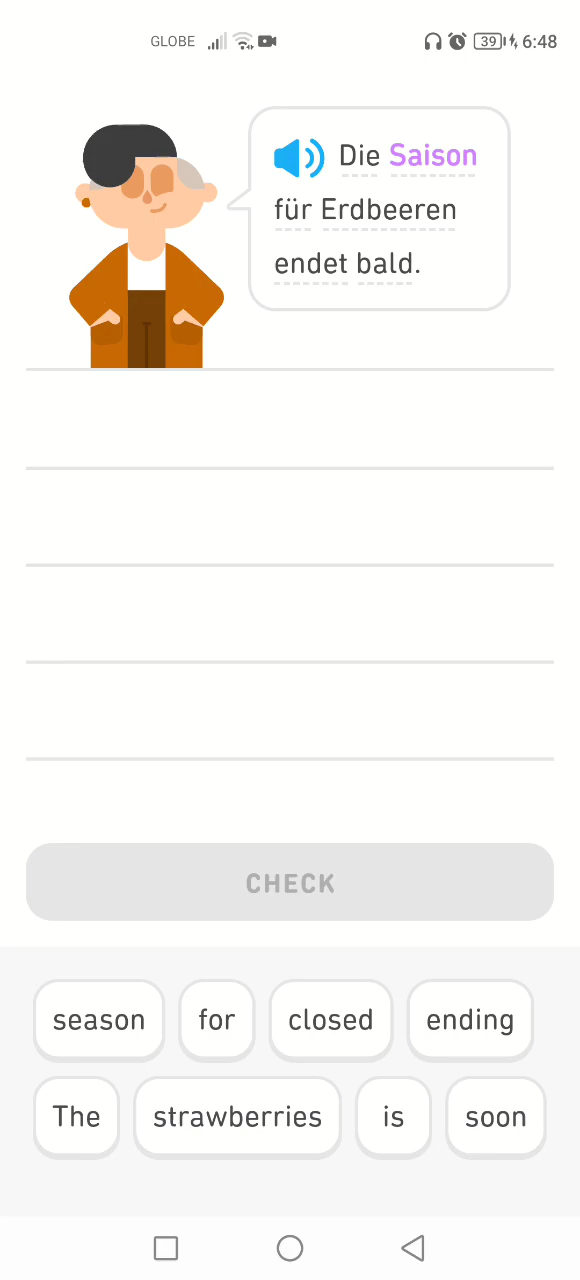 GLOBE 39 6:48
Die Saison
für Erdbeeren
endet bald.
CHECK
season for closed ending
The strawberries is soon